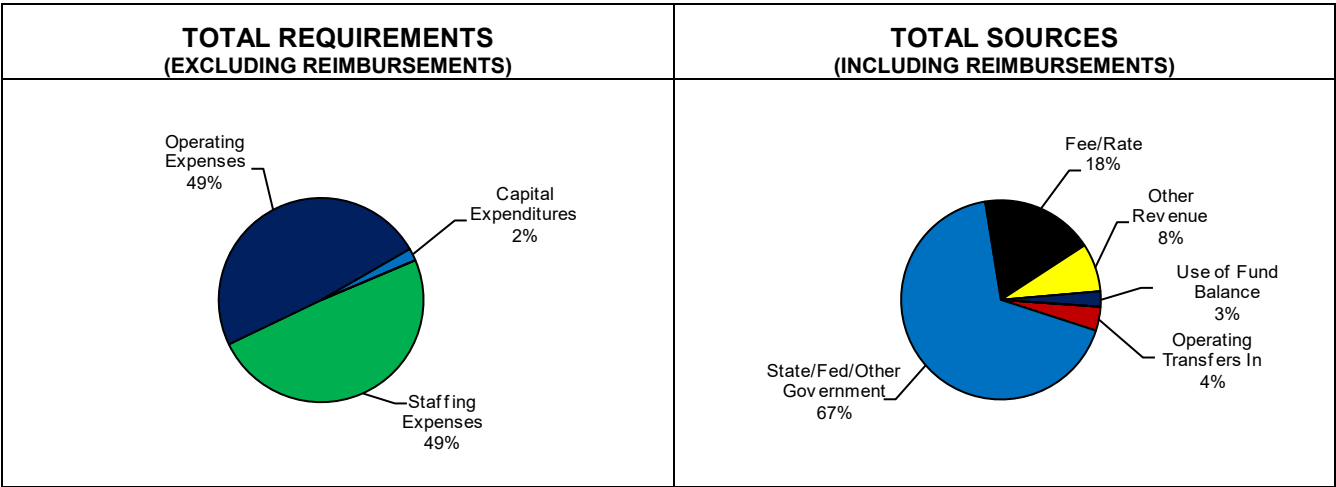 TOTAL REQUIREMENTS
(EXCLUDING REIMBURSEMENTS)
Operating
Expenses
49%
Capital
Expenditures
2%
Staffing
Expenses
49%
TOTAL SOURCES
(INCLUDING REIMBURSEMENTS)
Fee/Rate
18%
Other
Revenue
8%
Use of Fund
Balance
3%
Operating
Transfers In
4%
State/Fed/Other
Government
67%